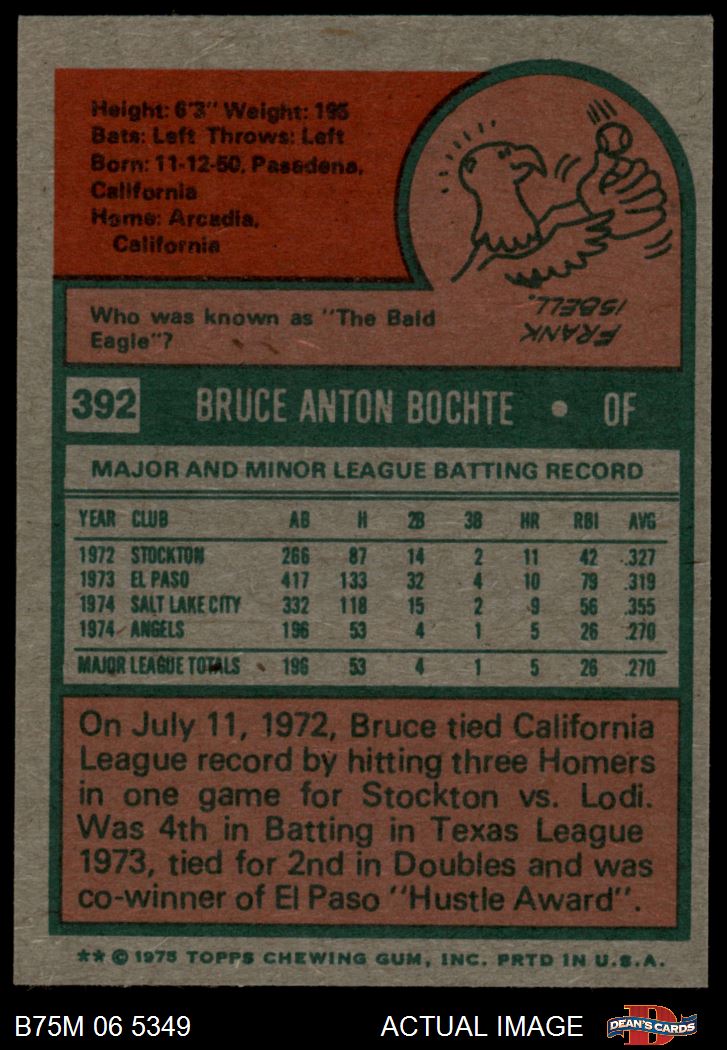 Height: 6'3" Weight: 195
Bats: Left Throws: Left
Born: 11-12-50, Pasadena,
California
Home: Arcadia,
California
Who was known as "The Bald
Eagle"?
FRANK
ISBELL.
392 BRUCE ANTON BOCHTE • OF
MAJOR AND MINOR LEAGUE BATTING RECORD
YEAR CLUB AB H 2B 3B HR RBI AVG
1972 STOCKTON 266 87 14 2 11 42 .327
1973 EL PASO 417 133 32 4 10 79 .319
1974 SALT LAKE CITY 332 118 15 2 9 56 .355
1974 ANGELS 196 53 4 1 5 26 .270
MAJOR LEAGUE TOTALS 196 53 4 1 5 26 .270
On July 11, 1972, Bruce tied California
League record by hitting three Homers
in one game for Stockton vs. Lodi.
Was 4th in Batting in Texas League
1973, tied for 2nd in Doubles and was
co-winner of El Paso "Hustle Award".
** © 1975 TOPPS CHEWING GUM, INC. PRTD IN U.S.A.
B75M 06 5349 ACTUAL IMAGE
D
DEAN'S CARDS